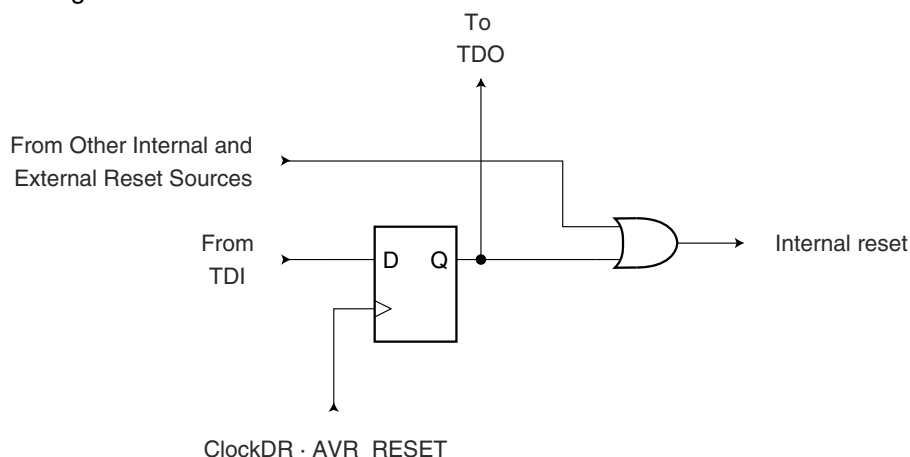 To
TDO
From Other Internal and
External Reset Sources
From
TDI
D Q
Internal reset
ClockDR · AVR_RESET